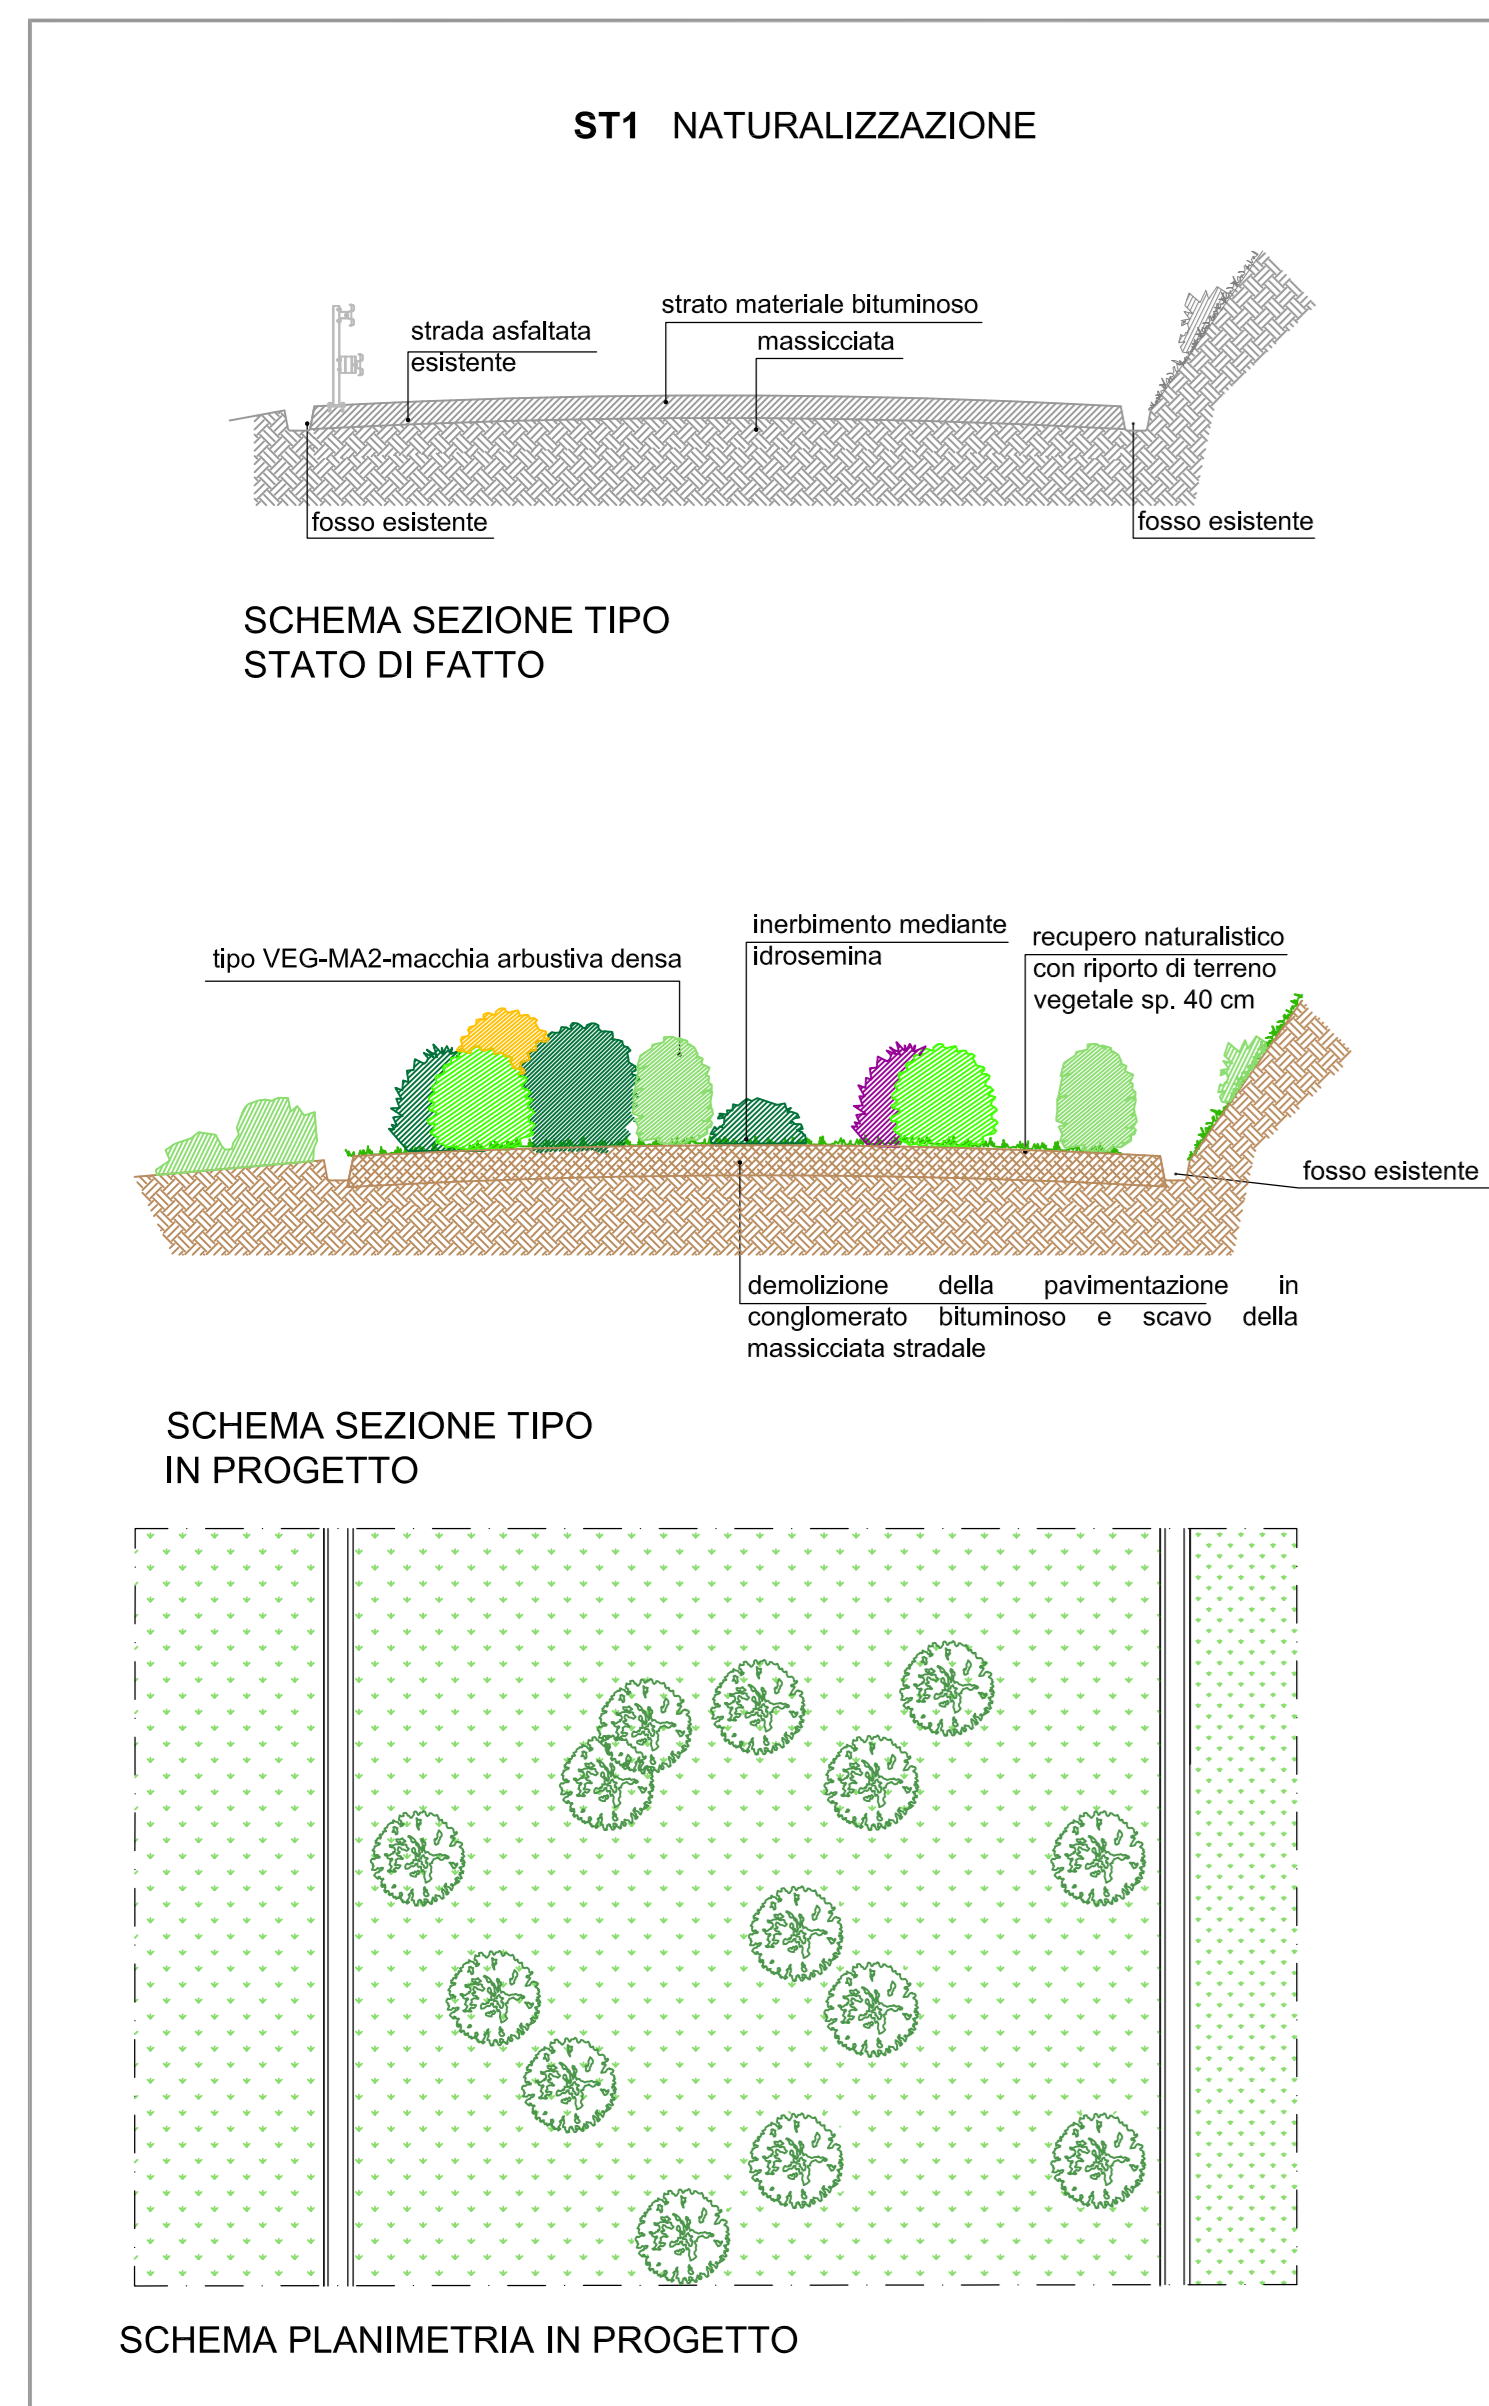 ST1 NATURALIZZAZIONE
strato materiale bituminoso
strada asfaltata
esistente
massicciata
fosso esistente
fosso esistente
SCHEMA SEZIONE TIPO
STATO DI FATTO
tipo VEG-MA2-macchia arbustiva densa
inerbimento mediante
idrosemina
recupero naturalistico
con riporto di terreno
vegetale sp. 40 cm
fosso esistente
demolizione della pavimentazione in
conglomerato bituminoso e scavo della
massicciata stradale
SCHEMA SEZIONE TIPO
IN PROGETTO
SCHEMA PLANIMETRIA IN PROGETTO